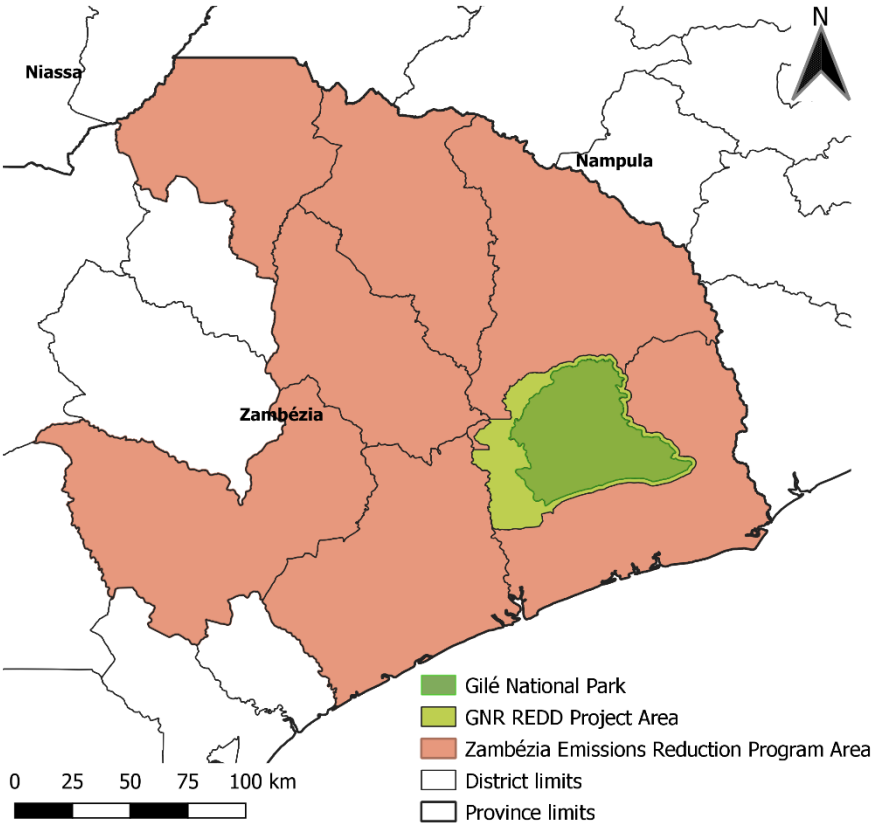 N
Niassa
Nampula
Zambézia
Gilé National Park
GNR REDD Project Area
Zambézia Emissions Reduction Program Area
District limits
Province limits
0 25 50 75 100 km